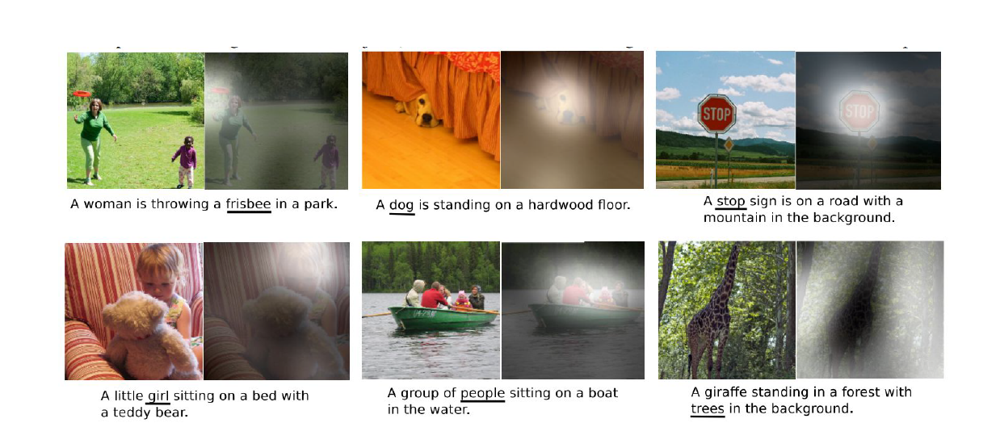 A woman is throwing a frisbee in a park.
A dog is standing on a hardwood floor.
STOP
STOP
A stop sign is on a road with a
mountain in the background.
A little girl sitting on a bed with
a teddy bear.
A group of people sitting on a boat
in the water.
A giraffe standing in a forest with
trees in the background.